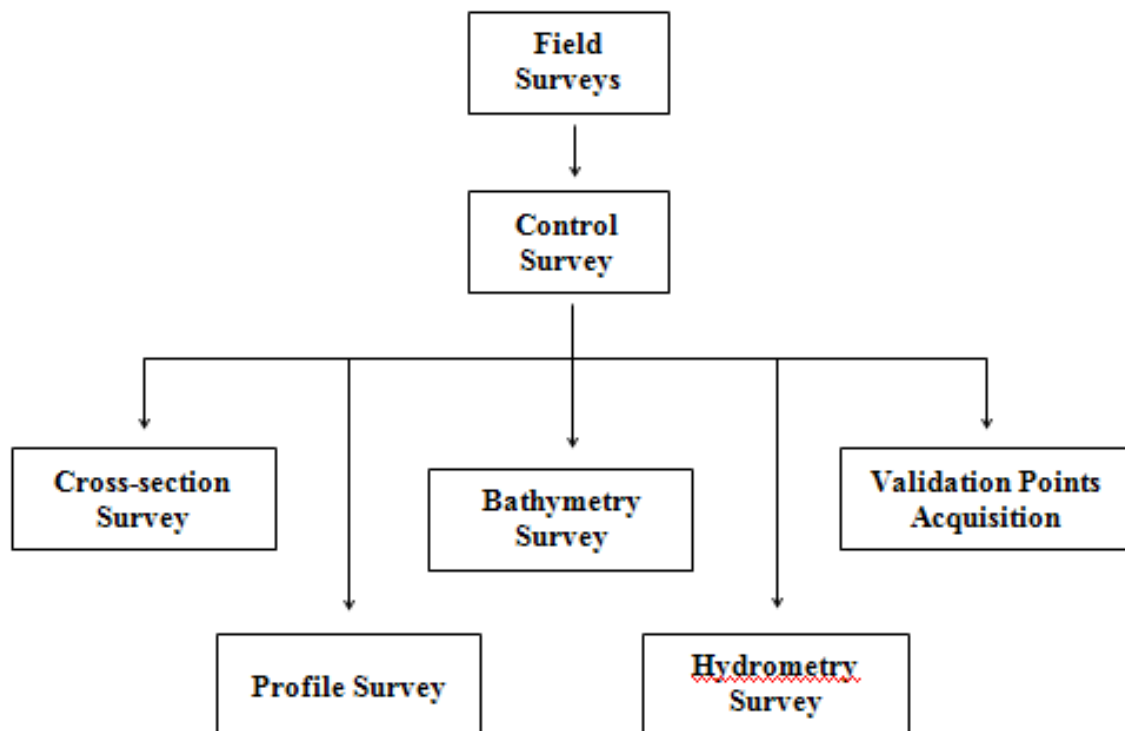 Field
Surveys
Control
Survey
Cross-section
Survey
Bathymetry
Survey
Validation Points
Acquisition
Profile Survey
Hydrometry
Survey